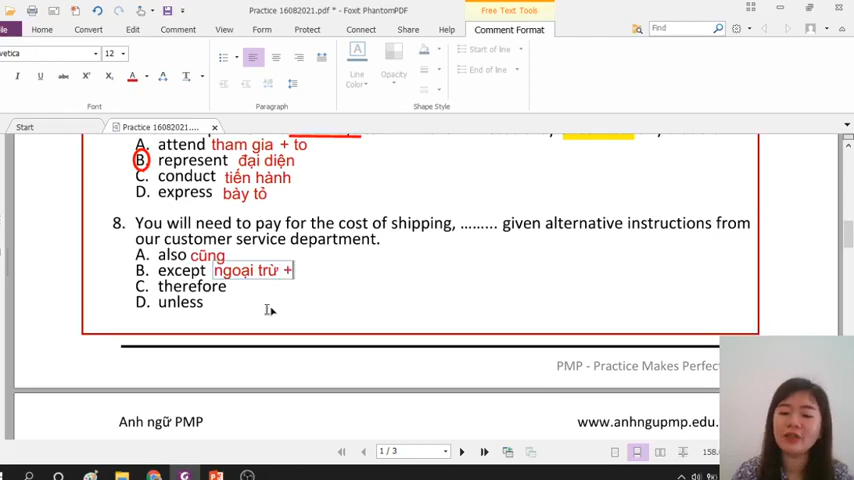 Practice 16082021.pdf * - Foxit PhantomPDF
Free Text Tools
File Home Edit Comment View Form Protect Share Connect Help Comment Format
Find
Helvetica 12
Line
Color
Opacity
Start of line
End of line
Font Paragraph Shape Style
Start Practice 16082021....
A. attend tham gia + to
B. represent đại diện
C. conduct tiến hành
D. express bày tỏ
8. You will need to pay for the cost of shipping, ……... given alternative instructions from
our customer service department.
A. also cũng
B. except ngoại trừ +
C. therefore
D. unless
PMP - Practice Makes Perfect
Anh ngữ PMP www.anhngupmp.edu.
1 / 3 158.